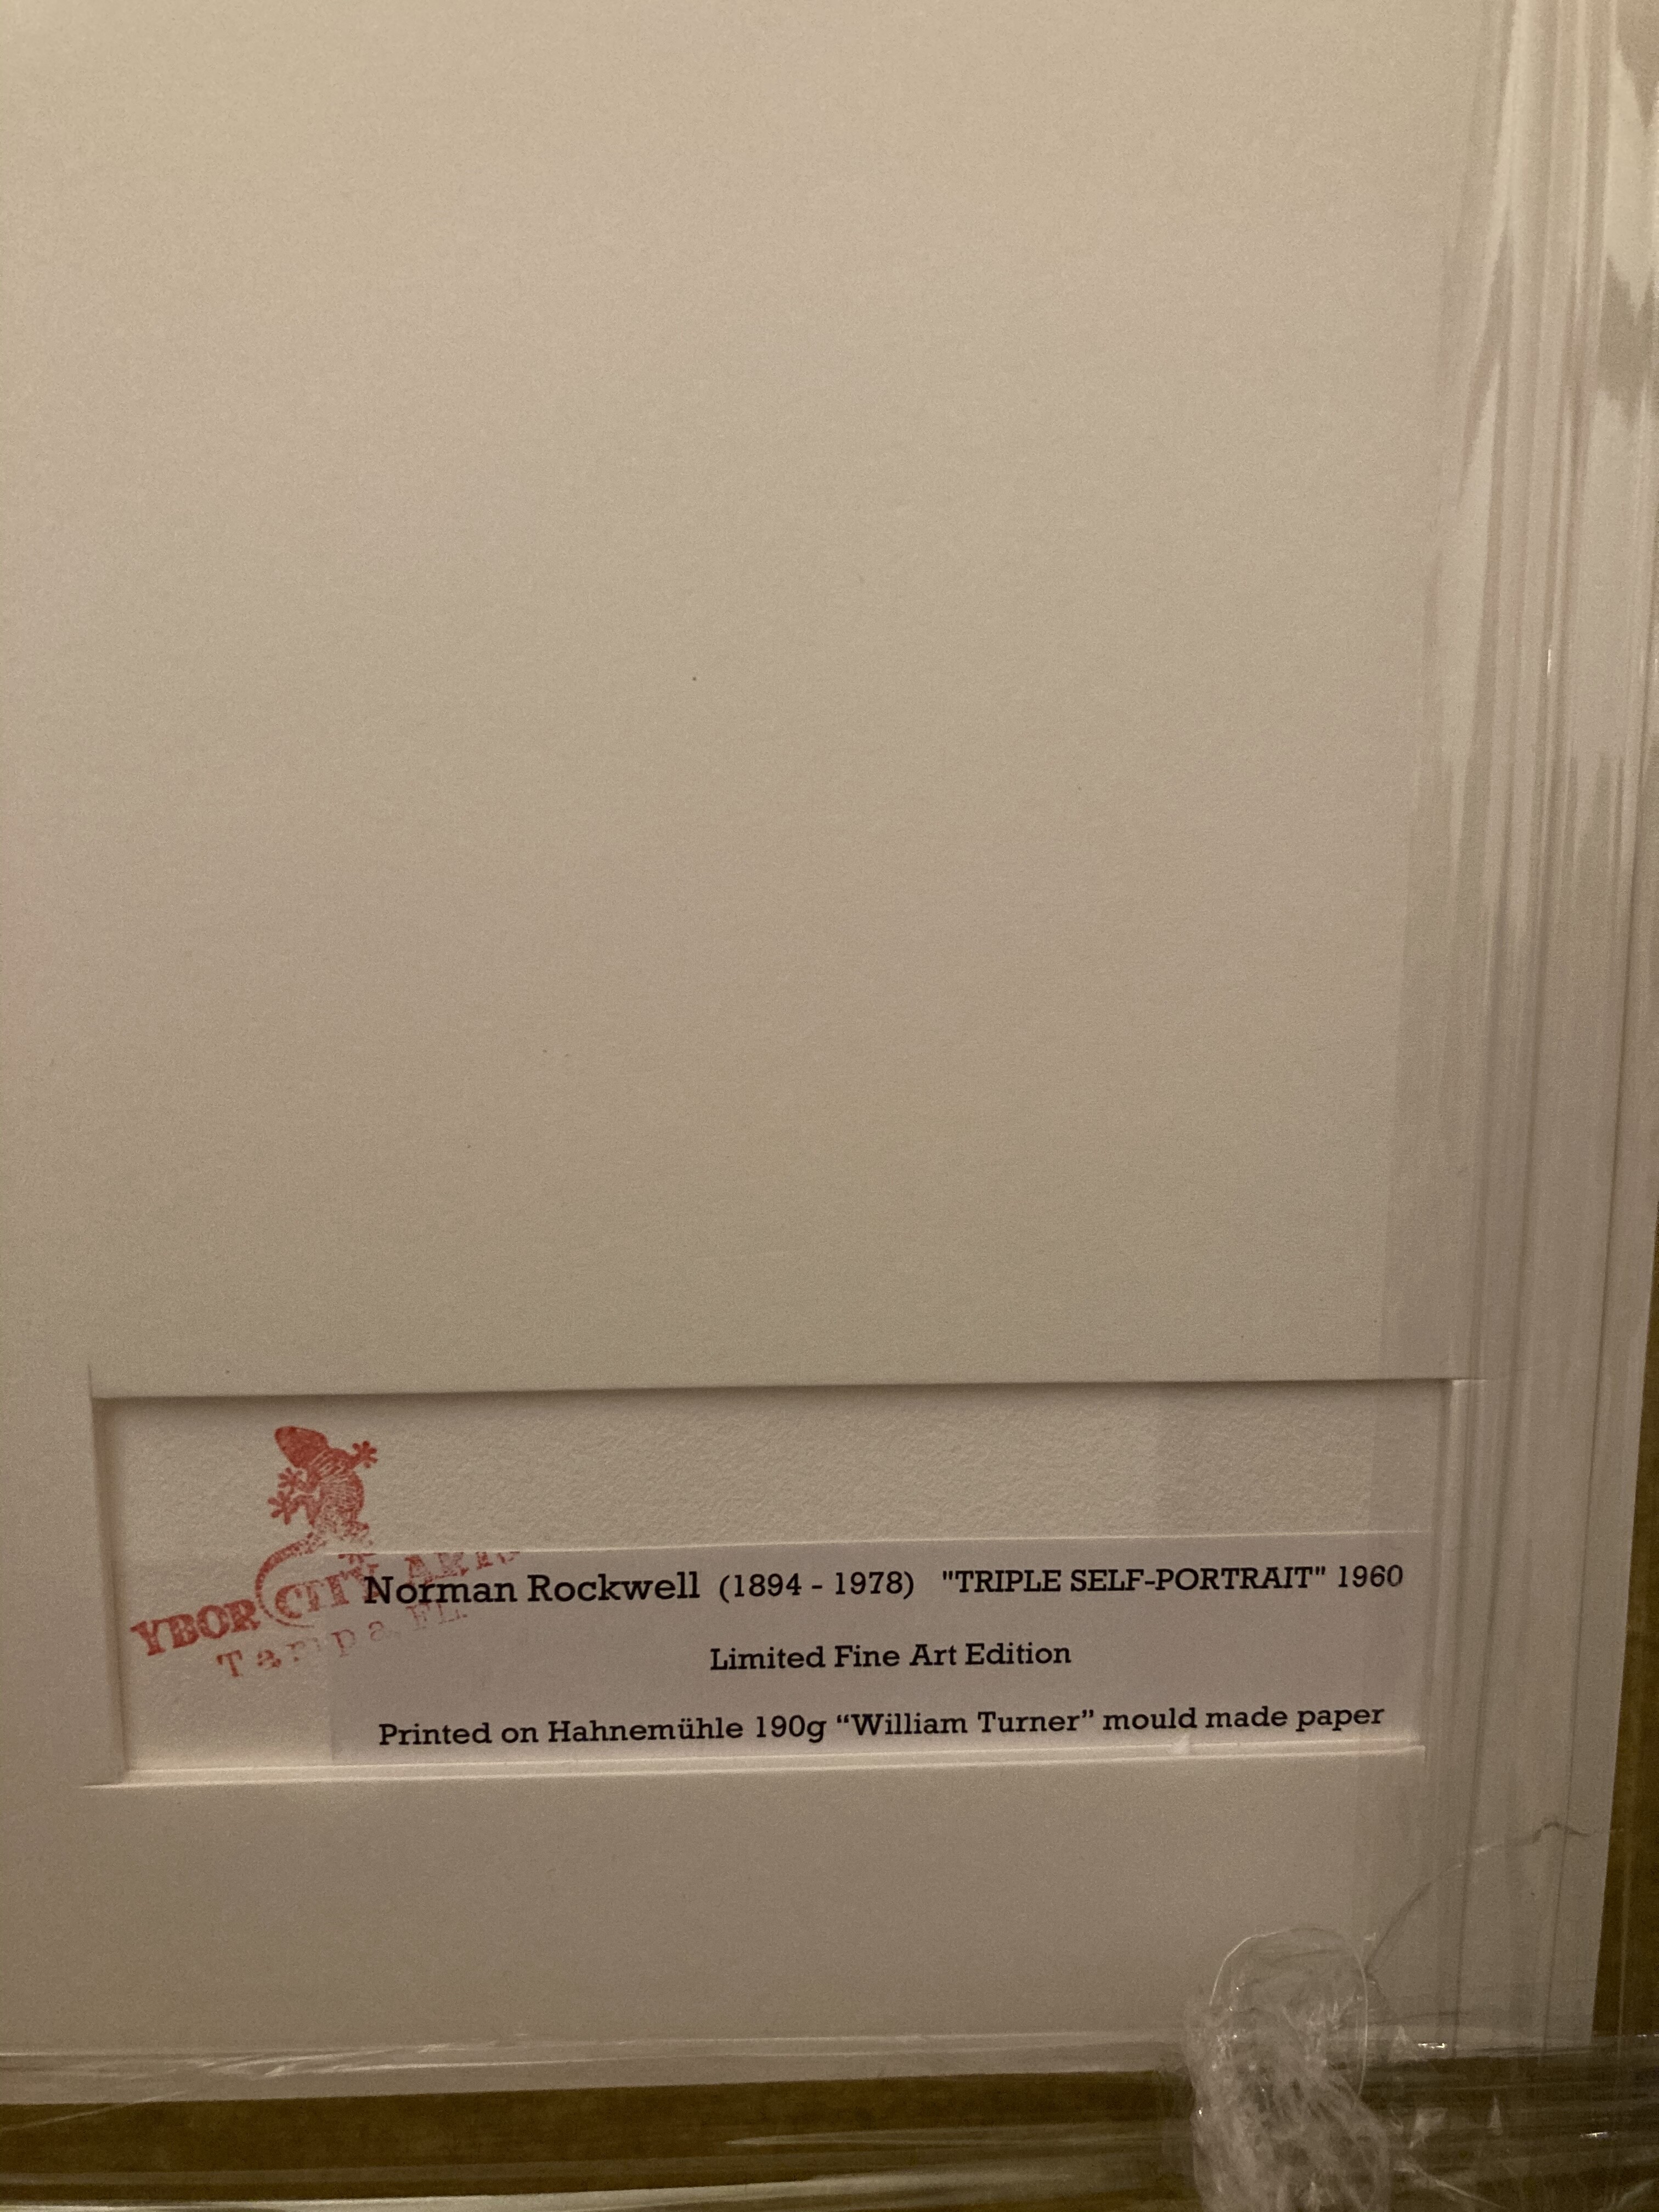 YBOR CITY ARTS
Tampa, FL.
Norman Rockwell (1894 - 1978) "TRIPLE SELF-PORTRAIT" 1960
Limited Fine Art Edition
Printed on Hahnemühle 190g “William Turner” mould made paper